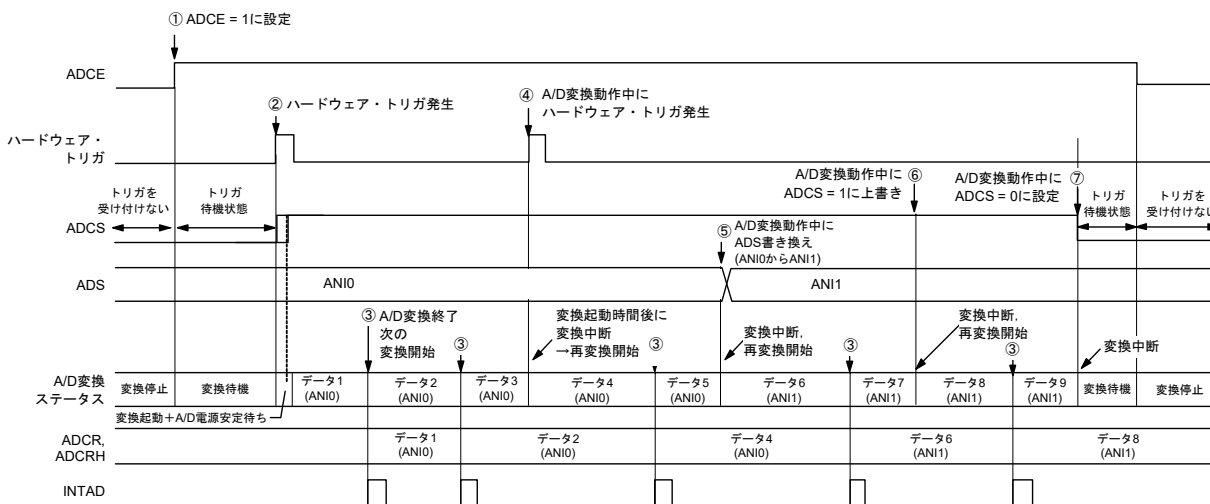 ① ADCE = 1に設定
ADCE
② ハードウェア・トリガ発生
④ A/D変換動作中に
ハードウェア・トリガ発生
ハードウェア・
トリガ
トリガを
受け付けない
トリガ
待機状態
A/D変換動作中に ⑥
ADCS = 1に上書き
A/D変換動作中に ⑦
ADCS = 0に設定
トリガ
待機状態
トリガを
受け付けない
ADCS
⑤ A/D変換動作中に
ADS書き換え
(ANI0からANI1)
ADS
ANI0
ANI1
③ A/D変換終了
次の
変換開始
③
変換起動時間後に
変換中断
→再変換開始
③
変換中断,
再変換開始
③
変換中断,
再変換開始
③
変換中断
A/D変換
ステータス
変換停止
変換待機
データ1
(ANI0)
データ2
(ANI0)
データ3
(ANI0)
データ4
(ANI0)
データ5
(ANI0)
データ6
(ANI1)
データ7
(ANI1)
データ8
(ANI1)
データ9
(ANI1)
変換待機
変換停止
変換起動+A/D電源安定待ち
ADCR,
ADCRH
データ1
(ANI0)
データ2
(ANI0)
データ4
(ANI0)
データ6
(ANI1)
データ8
(ANI1)
INTAD